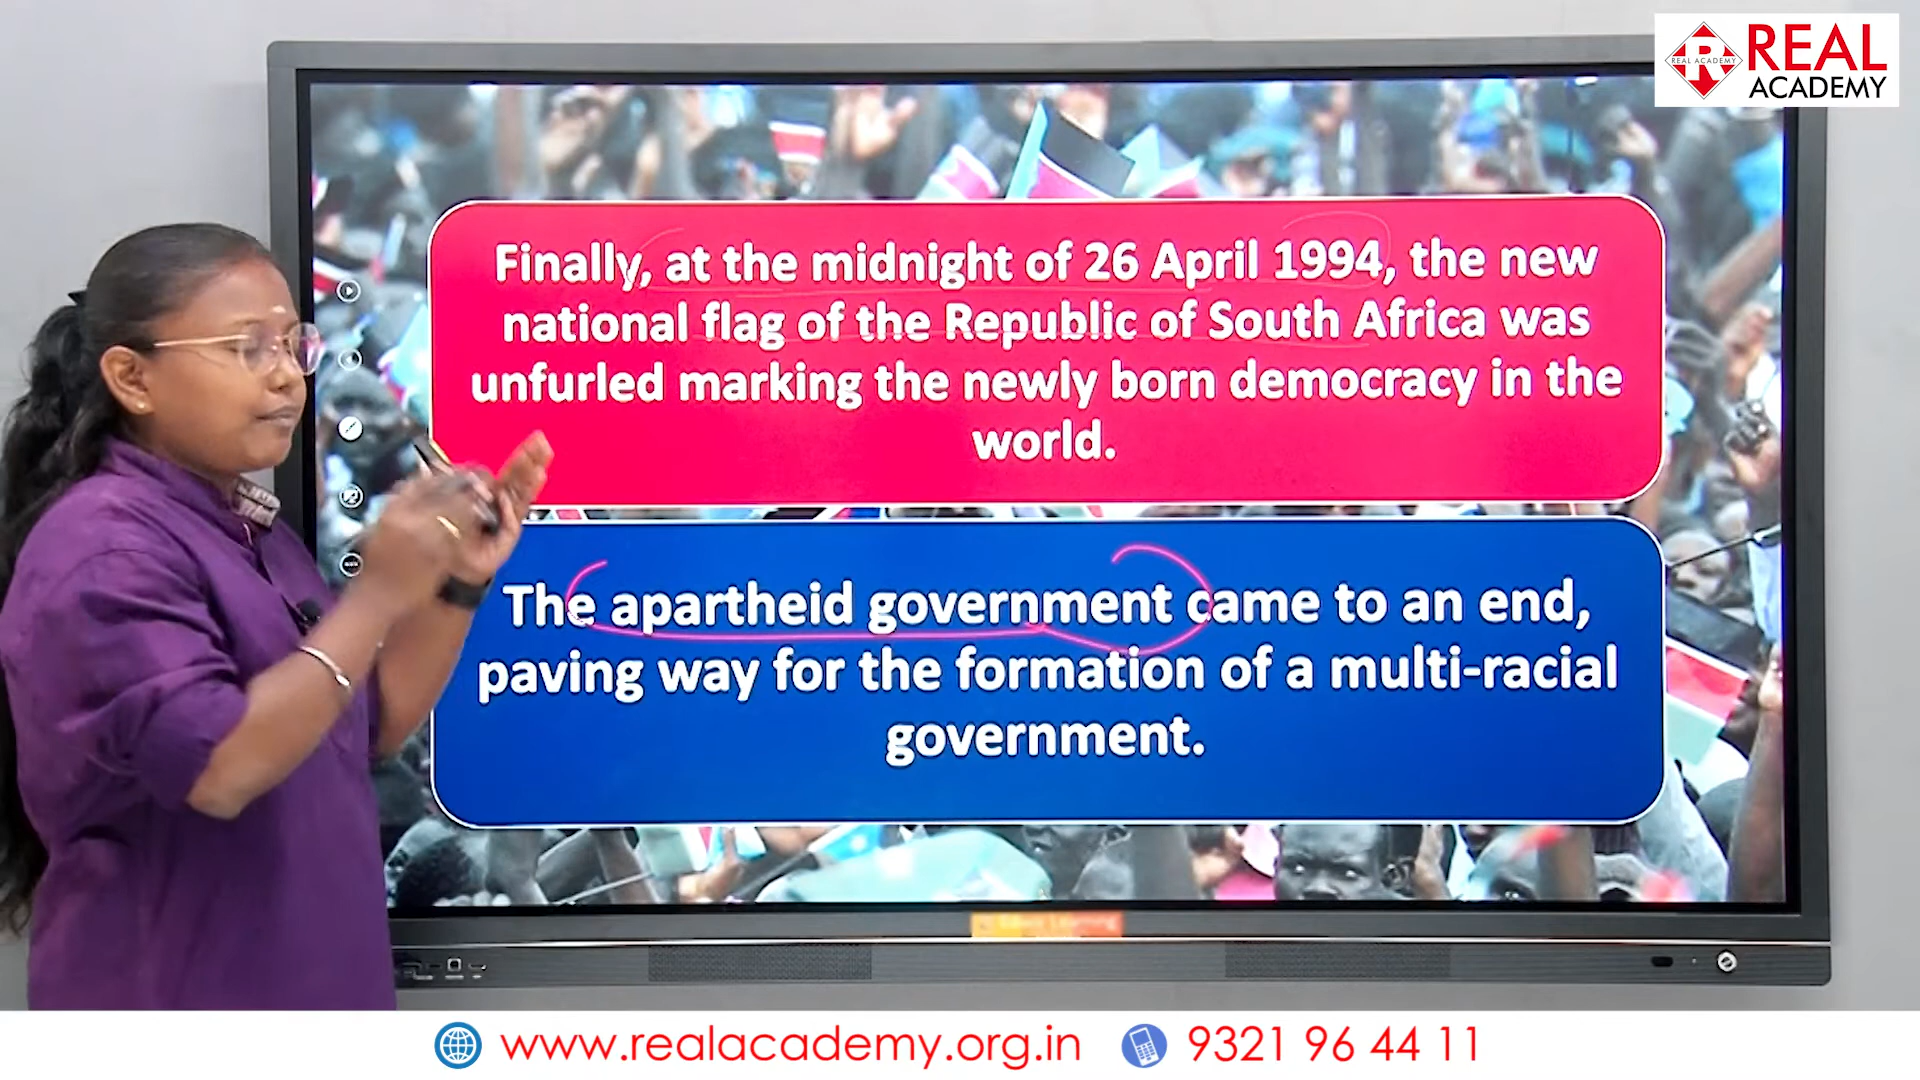 REAL
ACADEMY
REAL ACADEMY
Finally, at the midnight of 26 April 1994, the new
national flag of the Republic of South Africa was
unfurled marking the newly born democracy in the
world.
The apartheid government came to an end,
paving way for the formation of a multi-racial
government.
www.realacademy.org.in 9321 96 44 11